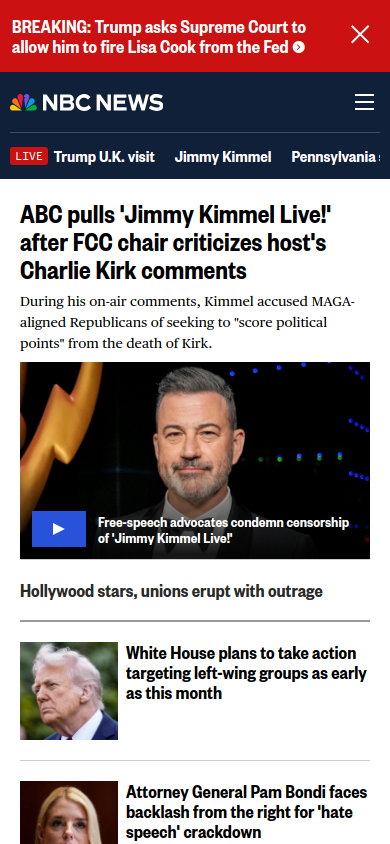 BREAKING: Trump asks Supreme Court to
allow him to fire Lisa Cook from the Fed
NBC NEWS
LIVE Trump U.K. visit Jimmy Kimmel Pennsylvania
ABC pulls 'Jimmy Kimmel Live!'
after FCC chair criticizes host's
Charlie Kirk comments
During his on-air comments, Kimmel accused MAGA-
aligned Republicans of seeking to "score political
points" from the death of Kirk.
Free-speech advocates condemn censorship
of 'Jimmy Kimmel Live!'
Hollywood stars, unions erupt with outrage
White House plans to take action
targeting left-wing groups as early
as this month
Attorney General Pam Bondi faces
backlash from the right for 'hate
speech' crackdown